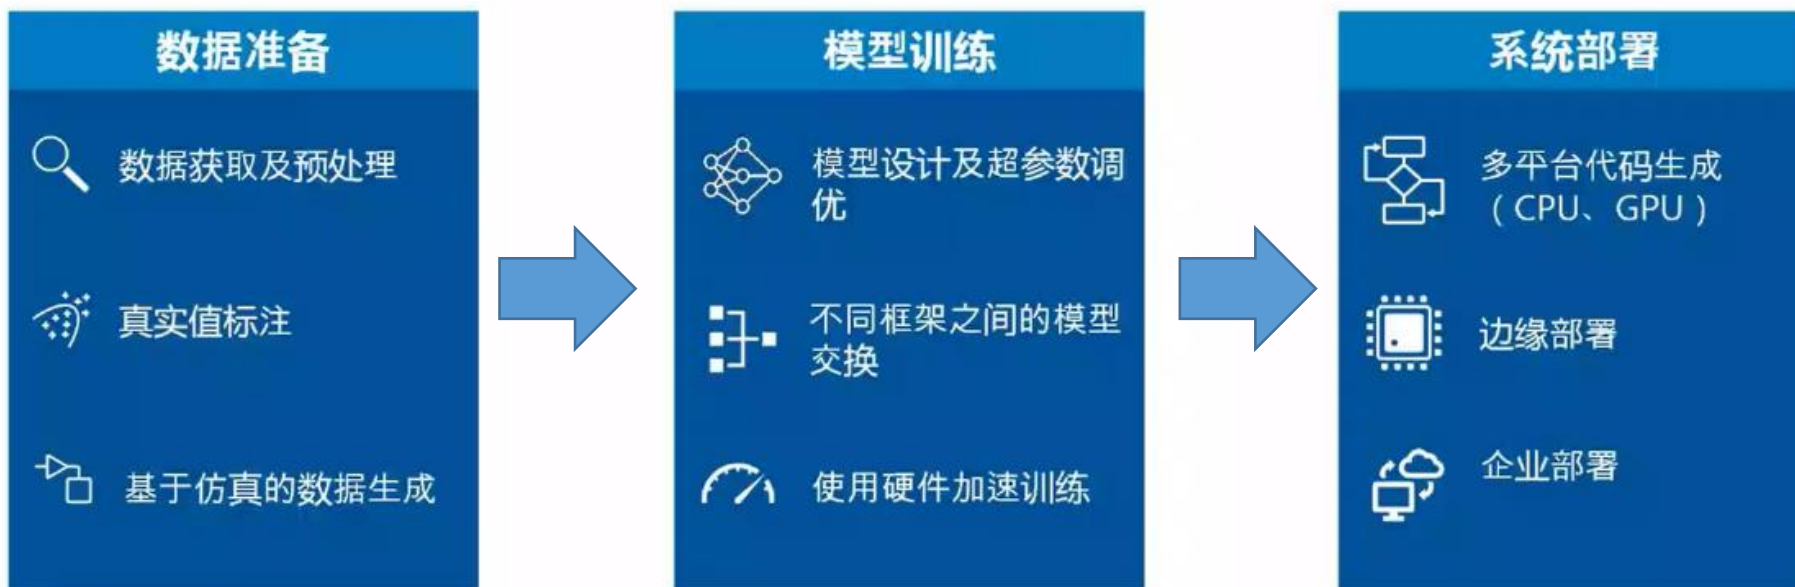 数据准备
数据获取及预处理
真实值标注
基于仿真的数据生成
模型训练
模型设计及超参数调
优
不同框架之间的模型
交换
使用硬件加速训练
系统部署
多平台代码生成
（CPU、GPU）
边缘部署
企业部署